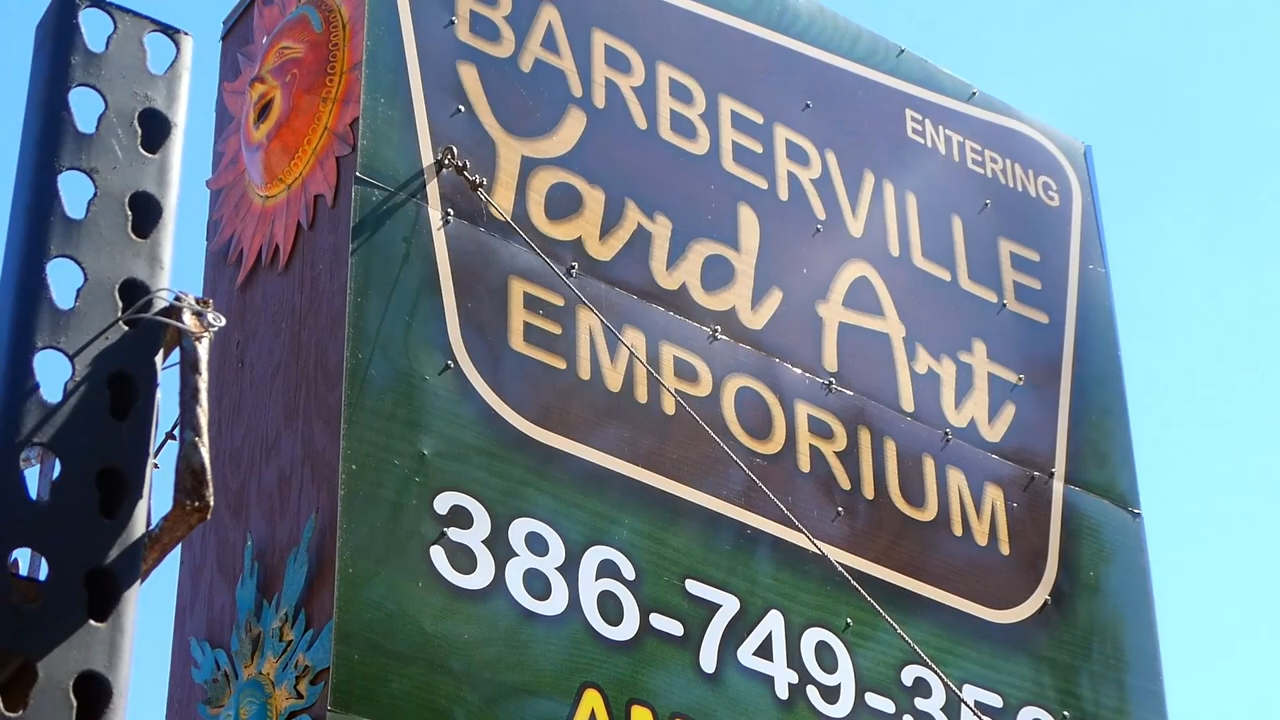 ENTERING
BARBERVILLE
Yard Art
EMPORIUM
386-749-35